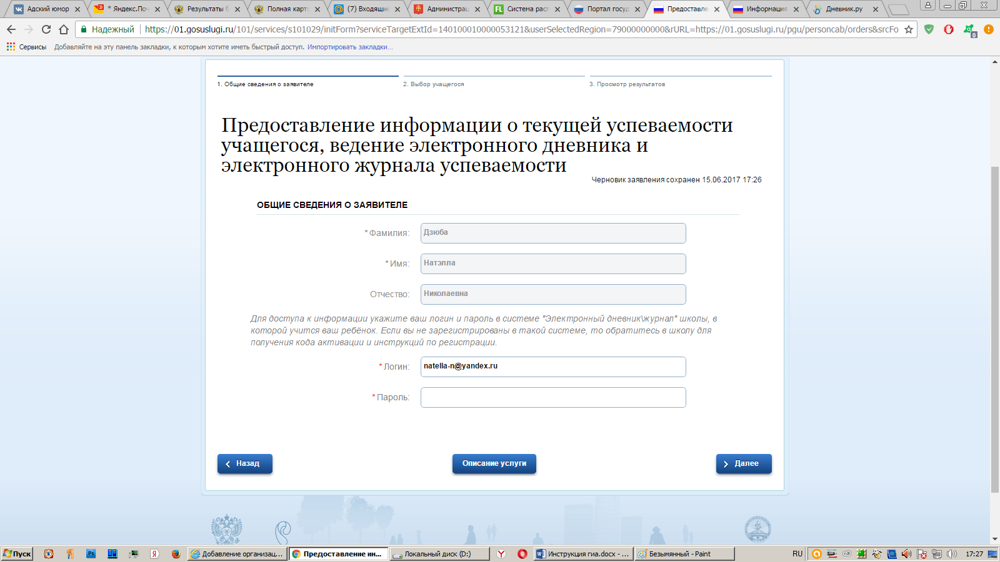 Адский юмор
* Яндекс.Поч
Результаты б
Полная карт
(7) Входящие
Администрац
Система расп
Портал госуд
Предоставле
Информация
Дневник.ру
Надежный
https://01.gosuslugi.ru/101/services/s101029/initForm?serviceTargetExtId=140100010000053121&userSelectedRegion=79000000000&rURL=https://01.gosuslugi.ru/pgu/personcab/orders&srcFo
0
Сервисы
Добавляйте на эту панель закладки, к которым хотите иметь быстрый доступ. Импортировать закладки...
1. Общие сведения о заявителе
2. Выбор учащегося
3. Просмотр результатов
Предоставление информации о текущей успеваемости
учащегося, ведение электронного дневника и
электронного журнала успеваемости
Черновик заявления сохранен 15.06.2017 17:26
ОБЩИЕ СВЕДЕНИЯ О ЗАЯВИТЕЛЕ
* Фамилия: Дзюба
* Имя: Натэлла
Отчество: Николаевна
Для доступа к информации укажите ваш логин и пароль в системе "Электронный дневник\журнал" школы, в
которой учится ваш ребёнок. Если вы не зарегистрированы в такой системе, то обратитесь в школу для
получения кода активации и инструкций по регистрации.
* Логин: natella-n@yandex.ru
* Пароль:
Назад
Описание услуги
Далее
Пуск
Добавление организац...
Предоставление ин...
Локальный диск (D:)
Инструкция гиа.docx - ...
Безымянный - Paint
RU
17:27